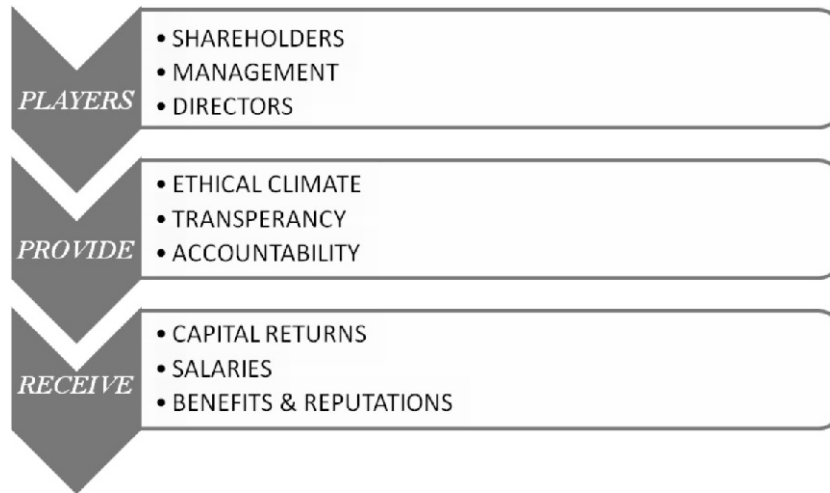 PLAYERS
• SHAREHOLDERS
• MANAGEMENT
• DIRECTORS
PROVIDE
• ETHICAL CLIMATE
• TRANSPERANCY
• ACCOUNTABILITY
RECEIVE
• CAPITAL RETURNS
• SALARIES
• BENEFITS & REPUTATIONS